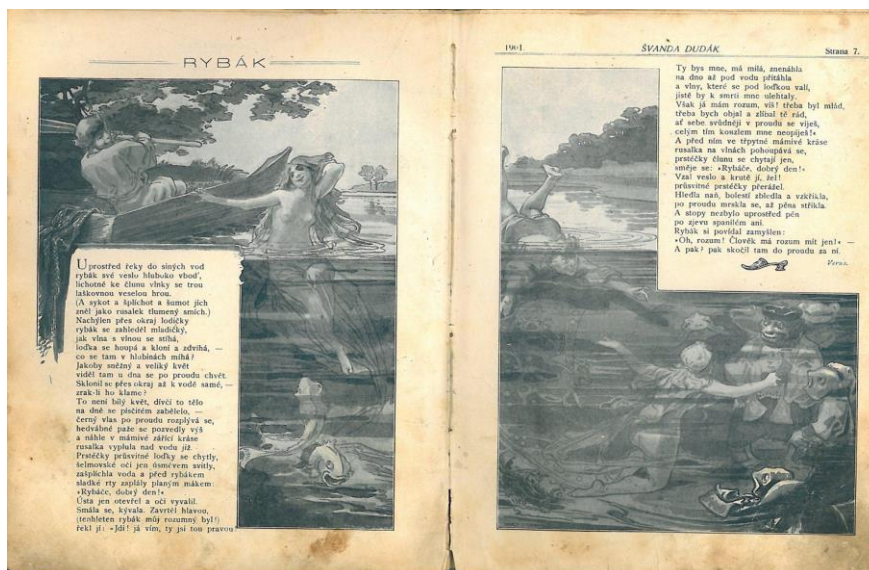 RYBÁK
Uprostřed řeky do siných vod
rybák své veslo hluboko vboď,
lichotně ke člunu vlnky se trou
laškovnou veselou hrou.
(A sykot a šplíchot a šumot jich
zněl jako rusalek tlumený smích.)
Nachýlen přes okraj lodičky
rybák se zahleděl mladičký,
jak vlna s vlnou se stíhá,
loďka se houpá a kloní a zdvihá, —
co se tam v hlubinách míhá?
Jakoby sněžný a veliký květ
viděl tam u dna se po proudu chvět.
Sklonil se přes okraj až k vodě samé, —
zrak-li ho klame?
To není bílý květ, dívčí to tělo
na dně se písčitém zabělelo, —
černý vlas po proudu rozplývá se,
hedvábné paže se pozvedly výš
a náhle v mámivé zářící kráse
rusalka vyplula nad vodu již.
Prstéčky průsvitné loďky se chytly,
šelmovské oči jen úsměvem svitly,
zašplíchla voda a před rybákem
sladké rty zaplály planým mákem:
»Rybáče, dobrý den!«
Ústa jen otevřel a oči vyvalil.
Smála se, kývala. Zavrtěl hlavou,
(tenhleten rybák můj rozumný byl!)
řekl jí: »Jdi! já vím, ty jsi tou pravou!
1901.
ŠVANDA DUDÁK
Strana 7.
Ty bys mne, má milá, znenáhla
na dno až pod vodu přitáhla
a vlny, které se pod loďkou valí,
jistě by k smrti mne ulehtaly.
Však já mám rozum, víš! třeba byl mlád,
třeba bych objal a zlíbal tě rád,
ať sebe svůdněji v proudu se viješ,
celým tím kouzlem mne neopiješ!«
A před ním ve třpytné mámivé kráse
rusalka na vlnách pohoupává se,
prstéčky člunu se chytají jen,
směje se: »Rybáče, dobrý den!«
Vzal veslo a krutě jí, žel!
průsvitné prstéčky přerážel.
Hledla naň, bolestí zbledla a vzkřikla,
po proudu mrskla se, až pěna stříkla.
A stopy nezbylo uprostřed pěn
po zjevu spanilém ani.
Rybák si povídal zamyšlen:
»Oh, rozum! Člověk má rozum mít jen!« —
A pak? pak skočil tam do proudu za ní.
Verus.